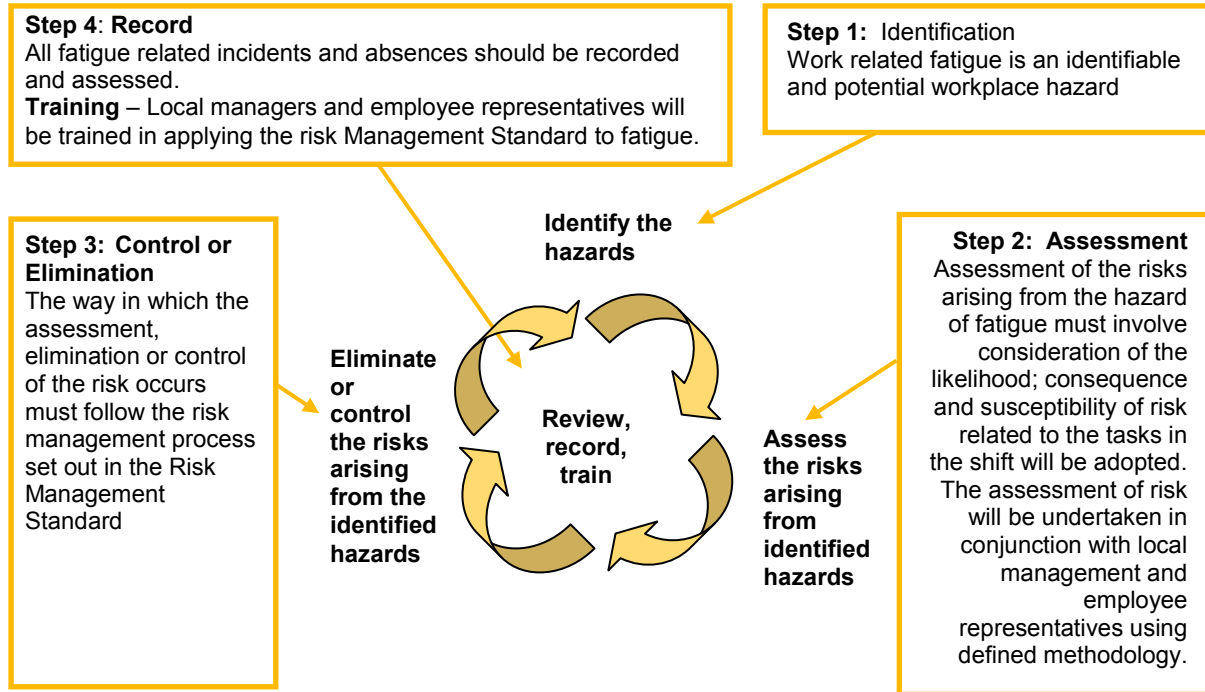 Step 4: Record
All fatigue related incidents and absences should be recorded
and assessed.
Training – Local managers and employee representatives will
be trained in applying the risk Management Standard to fatigue.
Step 1: Identification
Work related fatigue is an identifiable
and potential workplace hazard
Identify the
hazards
Step 3: Control or
Elimination
The way in which the
assessment,
elimination or control
of the risk occurs
must follow the risk
management process
set out in the Risk
Management
Standard
Eliminate
or
control
the risks
arising
from the
identified
hazards
Review,
record,
train
Assess
the risks
arising
from
identified
hazards
Step 2: Assessment
Assessment of the risks
arising from the hazard
of fatigue must involve
consideration of the
likelihood; consequence
and susceptibility of risk
related to the tasks in
the shift will be adopted.
The assessment of risk
will be undertaken in
conjunction with local
management and
employee
representatives using
defined methodology.